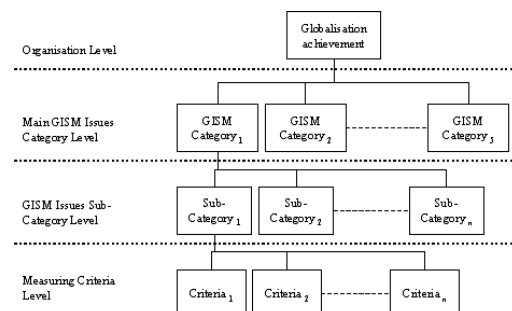 Globalisation
achievement
Organisation Level
Main GISM Issues
Category Level
GISM
Category 1
GISM
Category 2
GISM
Category 5
GISM Issues Sub-
Category Level
Sub-
Category 1
Sub-
Category 2
Sub-
Category n
Measuring Criteria
Level
Criteria 1
Criteria 2
Criteria n